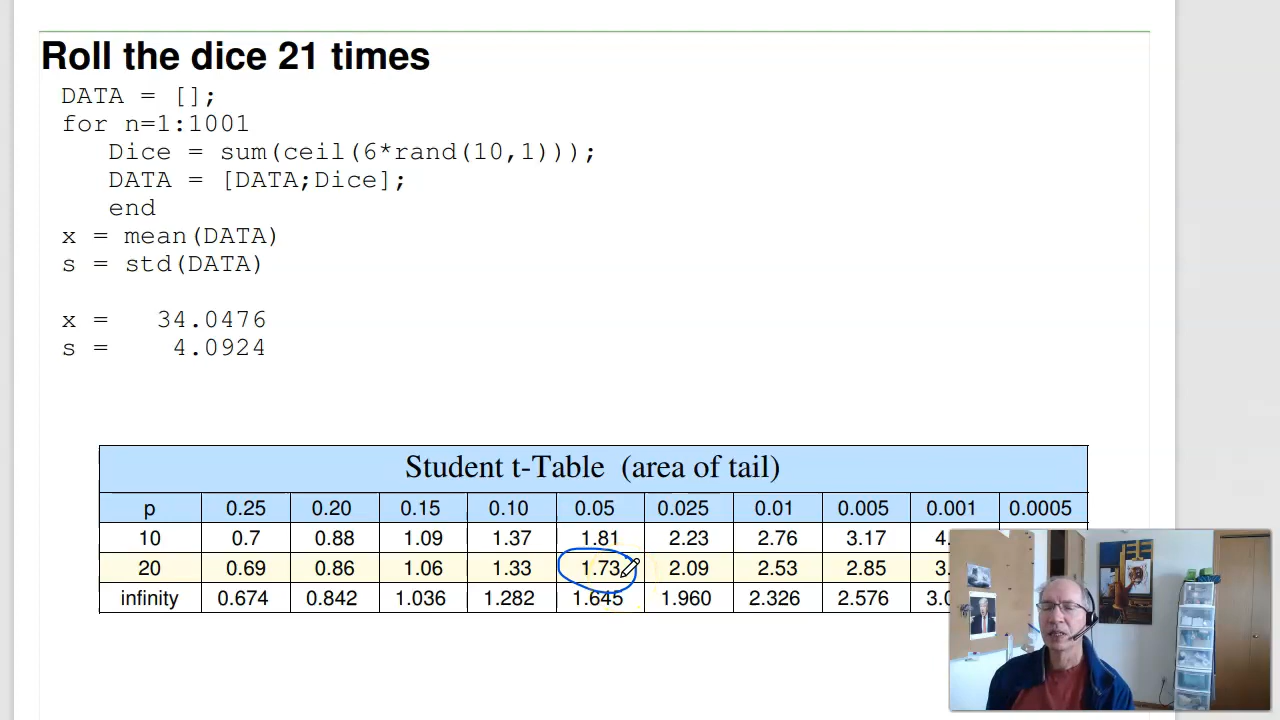 Roll the dice 21 times
DATA = [];
for n=1:1001
Dice = sum(ceil(6*rand(10,1)));
DATA = [DATA;Dice];
end
x = mean(DATA)
s = std(DATA)
x = 34.0476
s = 4.0924
Student t-Table (area of tail)
p 0.25 0.20 0.15 0.10 0.05 0.025 0.01 0.005 0.001 0.0005
10 0.7 0.88 1.09 1.37 1.81 2.23 2.76 3.17 4.
20 0.69 0.86 1.06 1.33 1.73 2.09 2.53 2.85 3.
infinity 0.674 0.842 1.036 1.282 1.645 1.960 2.326 2.576 3.0